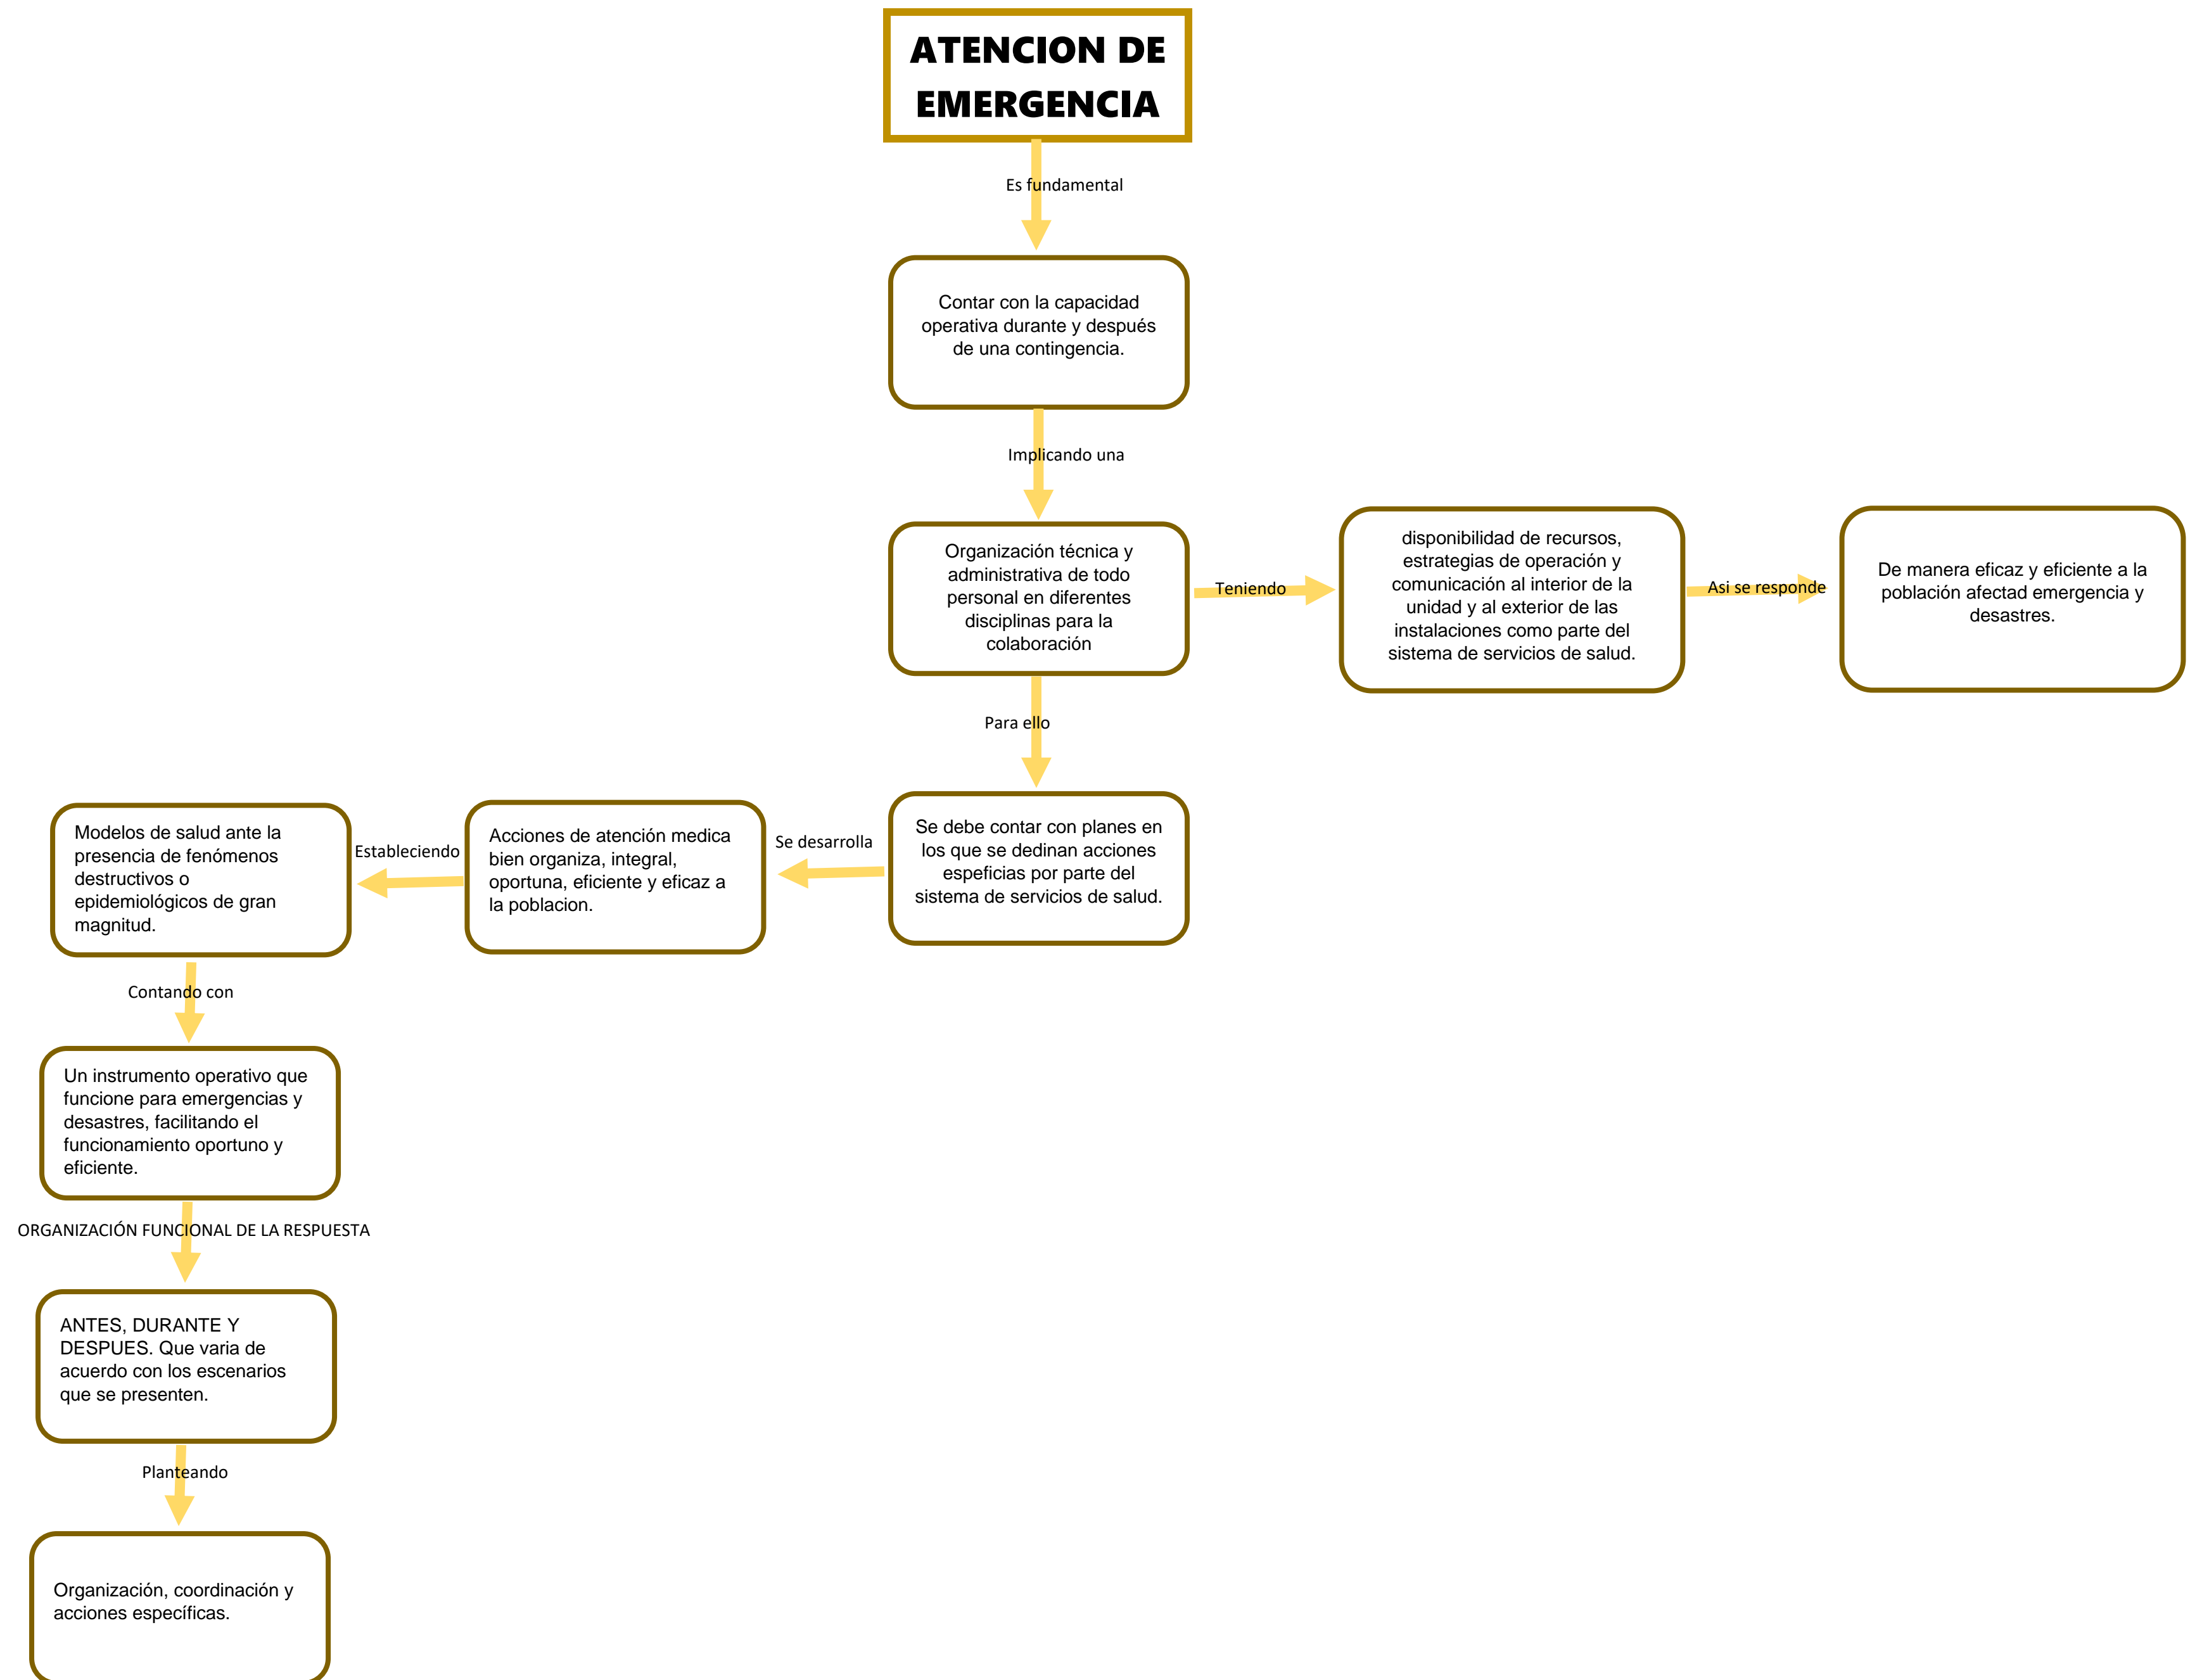 ATENCION DE
EMERGENCIA
Es fundamental
Contar con la capacidad
operativa durante y después
de una contingencia.
Implicando una
Organización técnica y
administrativa de todo
personal en diferentes
disciplinas para la
colaboración
Teniendo
disponibilidad de recursos,
estrategias de operación y
comunicación al interior de la
unidad y al exterior de las
instalaciones como parte del
sistema de servicios de salud.
Asi se responde
De manera eficaz y eficiente a la
población afectad emergencia y
desastres.
Para ello
Se debe contar con planes en
los que se dedinan acciones
espeficias por parte del
sistema de servicios de salud.
Se desarrolla
Acciones de atención medica
bien organiza, integral,
oportuna, eficiente y eficaz a
la poblacion.
Estableciendo
Modelos de salud ante la
presencia de fenómenos
destructivos o
epidemiológicos de gran
magnitud.
Contando con
Un instrumento operativo que
funcione para emergencias y
desastres, facilitando el
funcionamiento oportuno y
eficiente.
ORGANIZACIÓN FUNCIONAL DE LA RESPUESTA
ANTES, DURANTE Y
DESPUES. Que varia de
acuerdo con los escenarios
que se presenten.
Planteando
Organización, coordinación y
acciones específicas.